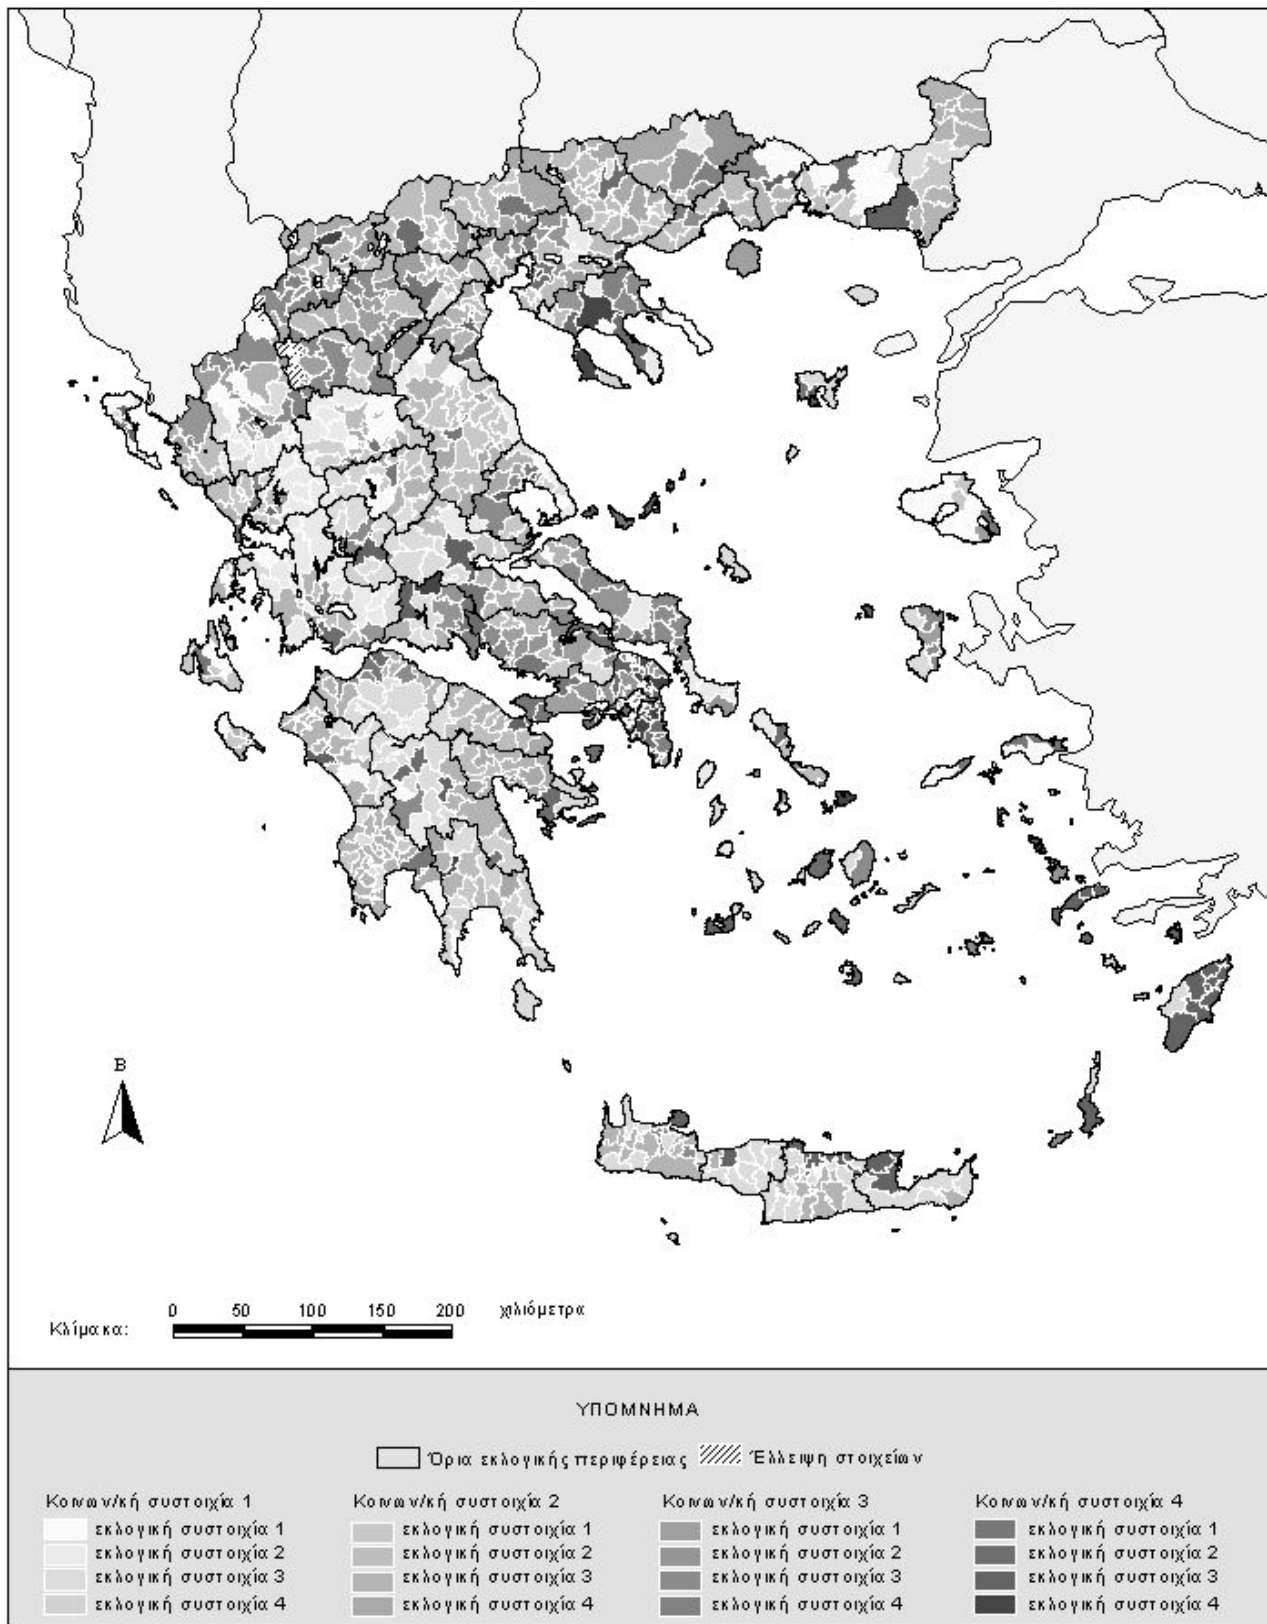 Β
0 50 100 150 200 χιλιόμετρα
Κλίμακα:
ΥΠΟΜΝΗΜΑ
Όρια εκλογικής περιφέρειας Έλλειψη στοιχείων
Κοινων/κή συστοιχία 1 Κοινων/κή συστοιχία 2 Κοινων/κή συστοιχία 3 Κοινων/κή συστοιχία 4
εκλογική συστοιχία 1 εκλογική συστοιχία 1 εκλογική συστοιχία 1 εκλογική συστοιχία 1
εκλογική συστοιχία 2 εκλογική συστοιχία 2 εκλογική συστοιχία 2 εκλογική συστοιχία 2
εκλογική συστοιχία 3 εκλογική συστοιχία 3 εκλογική συστοιχία 3 εκλογική συστοιχία 3
εκλογική συστοιχία 4 εκλογική συστοιχία 4 εκλογική συστοιχία 4 εκλογική συστοιχία 4